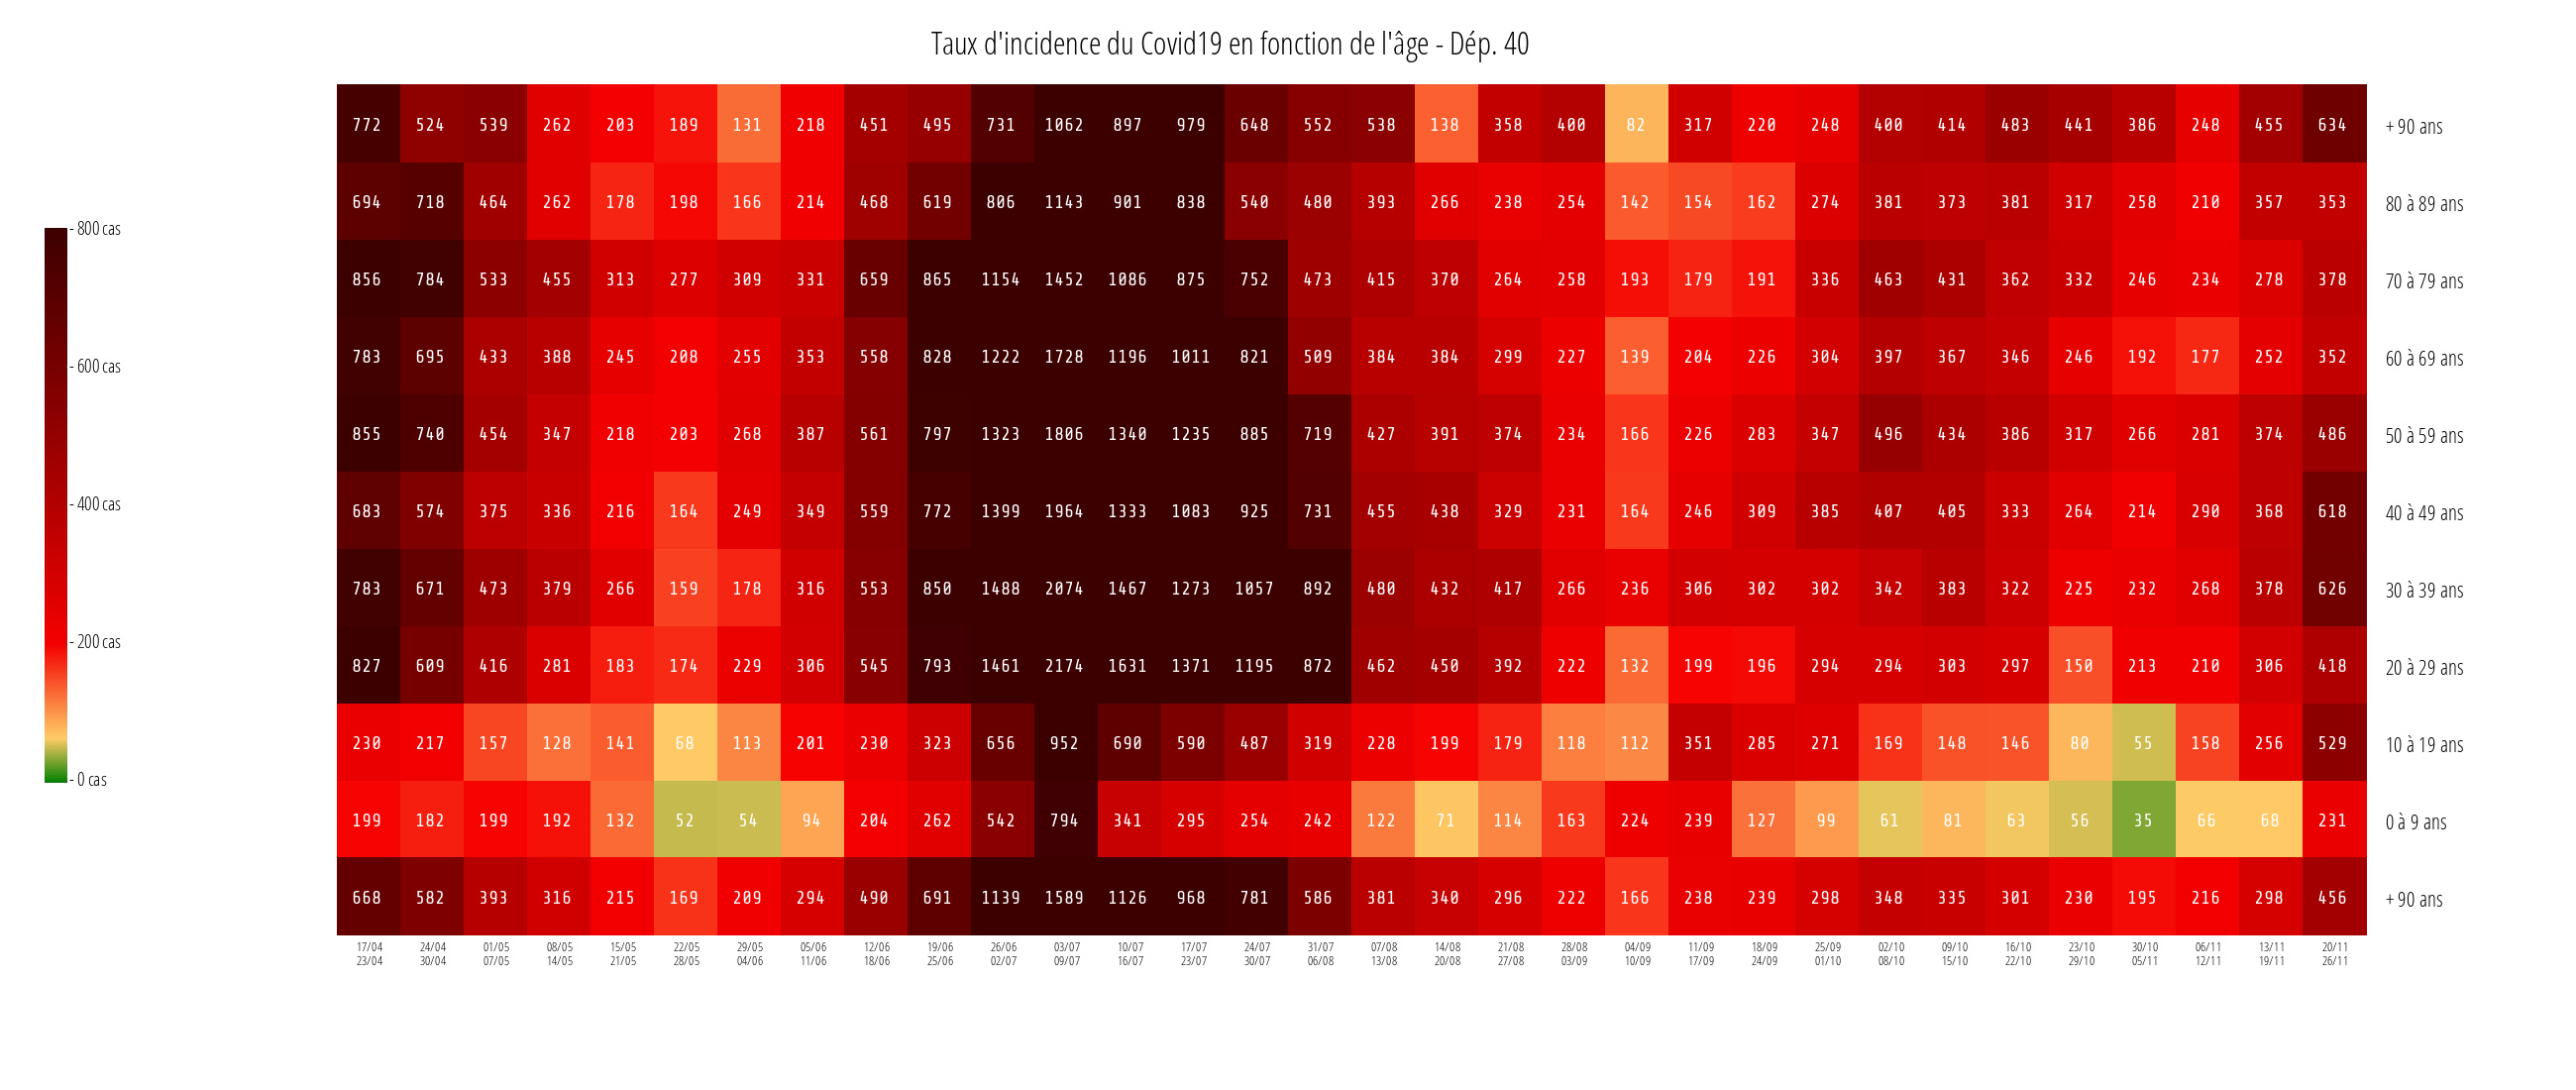 Taux d'incidence du Covid19 en fonction de l'âge - Dép. 40
- 800 cas
- 600 cas
- 400 cas
- 200 cas
- 0 cas
772 524 539 262 203 189 131 218 451 495 731 1062 897 979 648 552 538 138 358 400 82 317 220 248 400 414 483 441 386 248 455 634 + 90 ans
694 718 464 262 178 198 166 214 468 619 806 1143 901 838 540 480 393 266 238 254 142 154 162 274 381 373 381 317 258 210 357 353 80 à 89 ans
856 784 533 455 313 277 309 331 659 865 1154 1452 1086 875 752 473 415 370 264 258 193 179 191 336 463 431 362 332 246 234 278 378 70 à 79 ans
783 695 433 388 245 208 255 353 558 828 1222 1728 1196 1011 821 509 384 384 299 227 139 204 226 304 397 367 346 246 192 177 252 352 60 à 69 ans
855 740 454 347 218 203 268 387 561 797 1323 1806 1340 1235 885 719 427 391 374 234 166 226 283 347 496 434 386 317 266 281 374 486 50 à 59 ans
683 574 375 336 216 164 249 349 559 772 1399 1964 1333 1083 925 731 455 438 329 231 164 246 309 385 407 405 333 264 214 290 368 618 40 à 49 ans
783 671 473 379 266 159 178 316 553 850 1488 2074 1467 1273 1057 892 480 432 417 266 236 306 302 302 342 383 322 225 232 268 378 626 30 à 39 ans
827 609 416 281 183 174 229 306 545 793 1461 2174 1631 1371 1195 872 462 450 392 222 132 199 196 294 294 303 297 150 213 210 306 418 20 à 29 ans
230 217 157 128 141 68 113 201 230 323 656 952 690 590 487 319 228 199 179 118 112 351 285 271 169 148 146 80 55 158 256 529 10 à 19 ans
199 182 199 192 132 52 54 94 204 262 542 794 341 295 254 242 122 71 114 163 224 239 127 99 61 81 63 56 35 66 68 231 0 à 9 ans
668 582 393 316 215 169 209 294 490 691 1139 1589 1126 968 781 586 381 340 296 222 166 238 239 298 348 335 301 230 195 216 298 456 + 90 ans
17/04 24/04 01/05 08/05 15/05 22/05 29/05 05/06 12/06 19/06 26/06 03/07 10/07 17/07 24/07 31/07 07/08 14/08 21/08 28/08 04/09 11/09 18/09 25/09 02/10 09/10 16/10 23/10 30/10 06/11 13/11 20/11
23/04 30/04 07/05 14/05 21/05 28/05 04/06 11/06 18/06 25/06 02/07 09/07 16/07 23/07 30/07 06/08 13/08 20/08 27/08 03/09 10/09 17/09 24/09 01/10 08/10 15/10 22/10 29/10 05/11 12/11 19/11 26/11